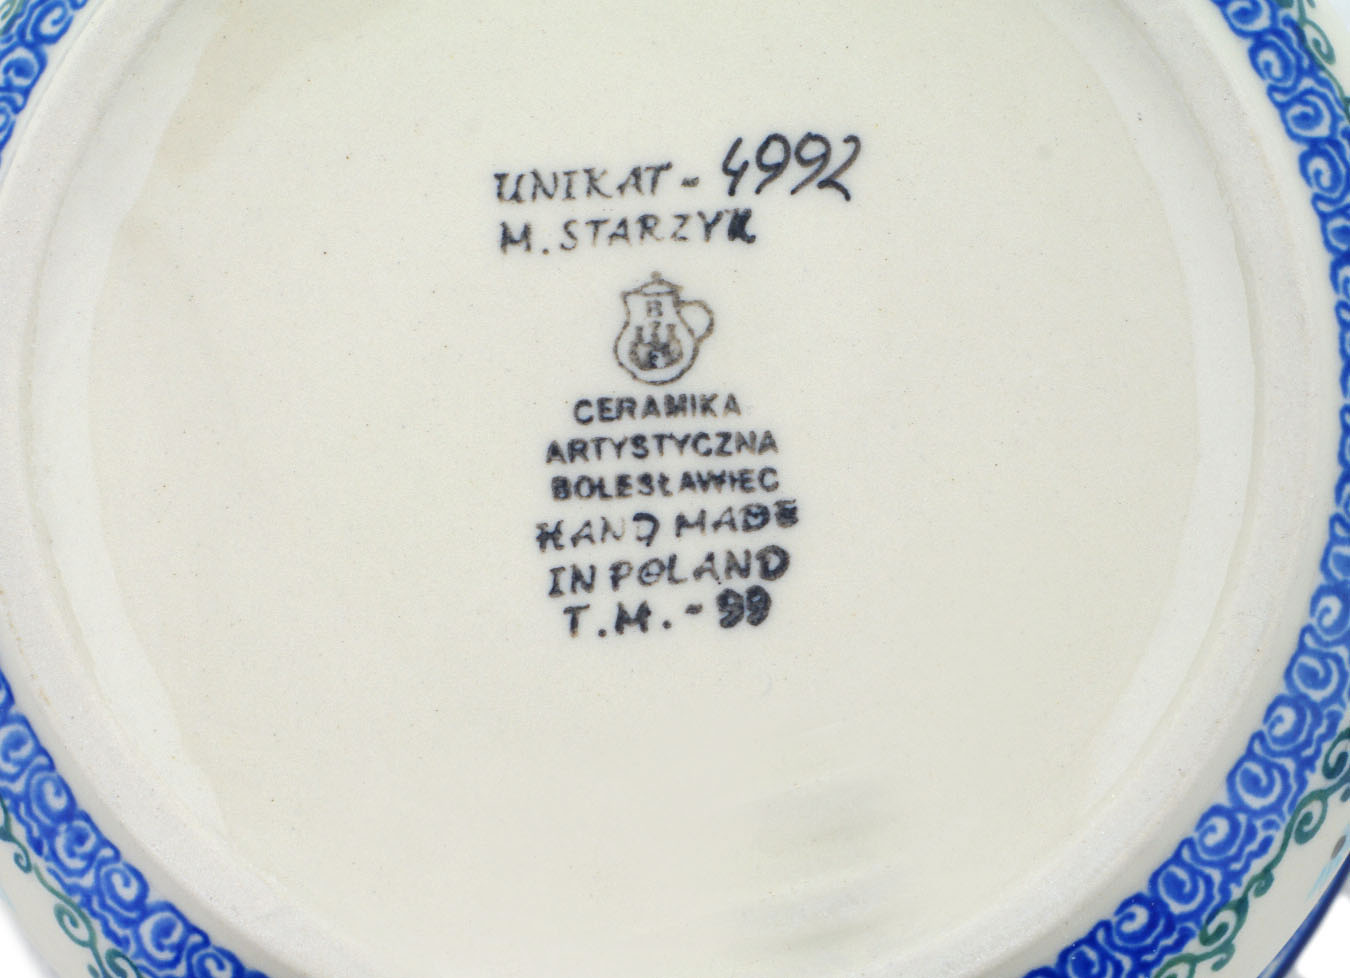 UNIKAT - 4992
M. STARZYK
B
CERAMIKA
ARTYSTYCZNA
BOLESŁAWIEC
HAND MADE
IN POLAND
T.M. - 99